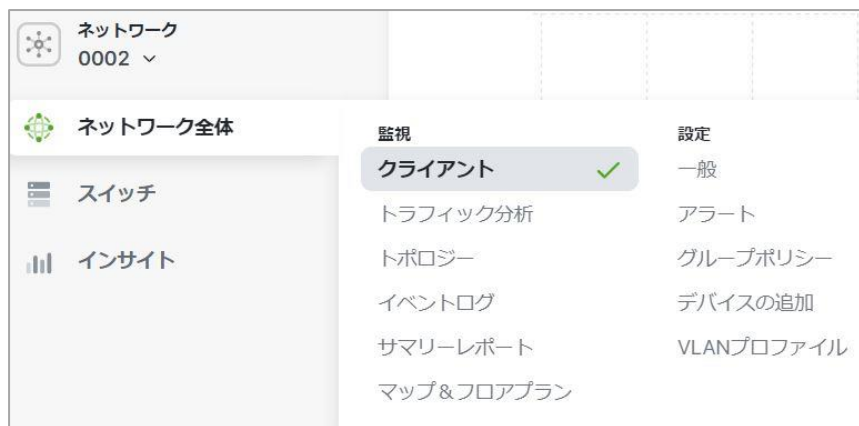 ネットワーク
0002
ネットワーク全体
スイッチ
インサイト
監視
クライアント
トラフィック分析
トポロジー
イベントログ
サマリーレポート
マップ＆フロアプラン
設定
一般
アラート
グループポリシー
デバイスの追加
VLANプロファイル